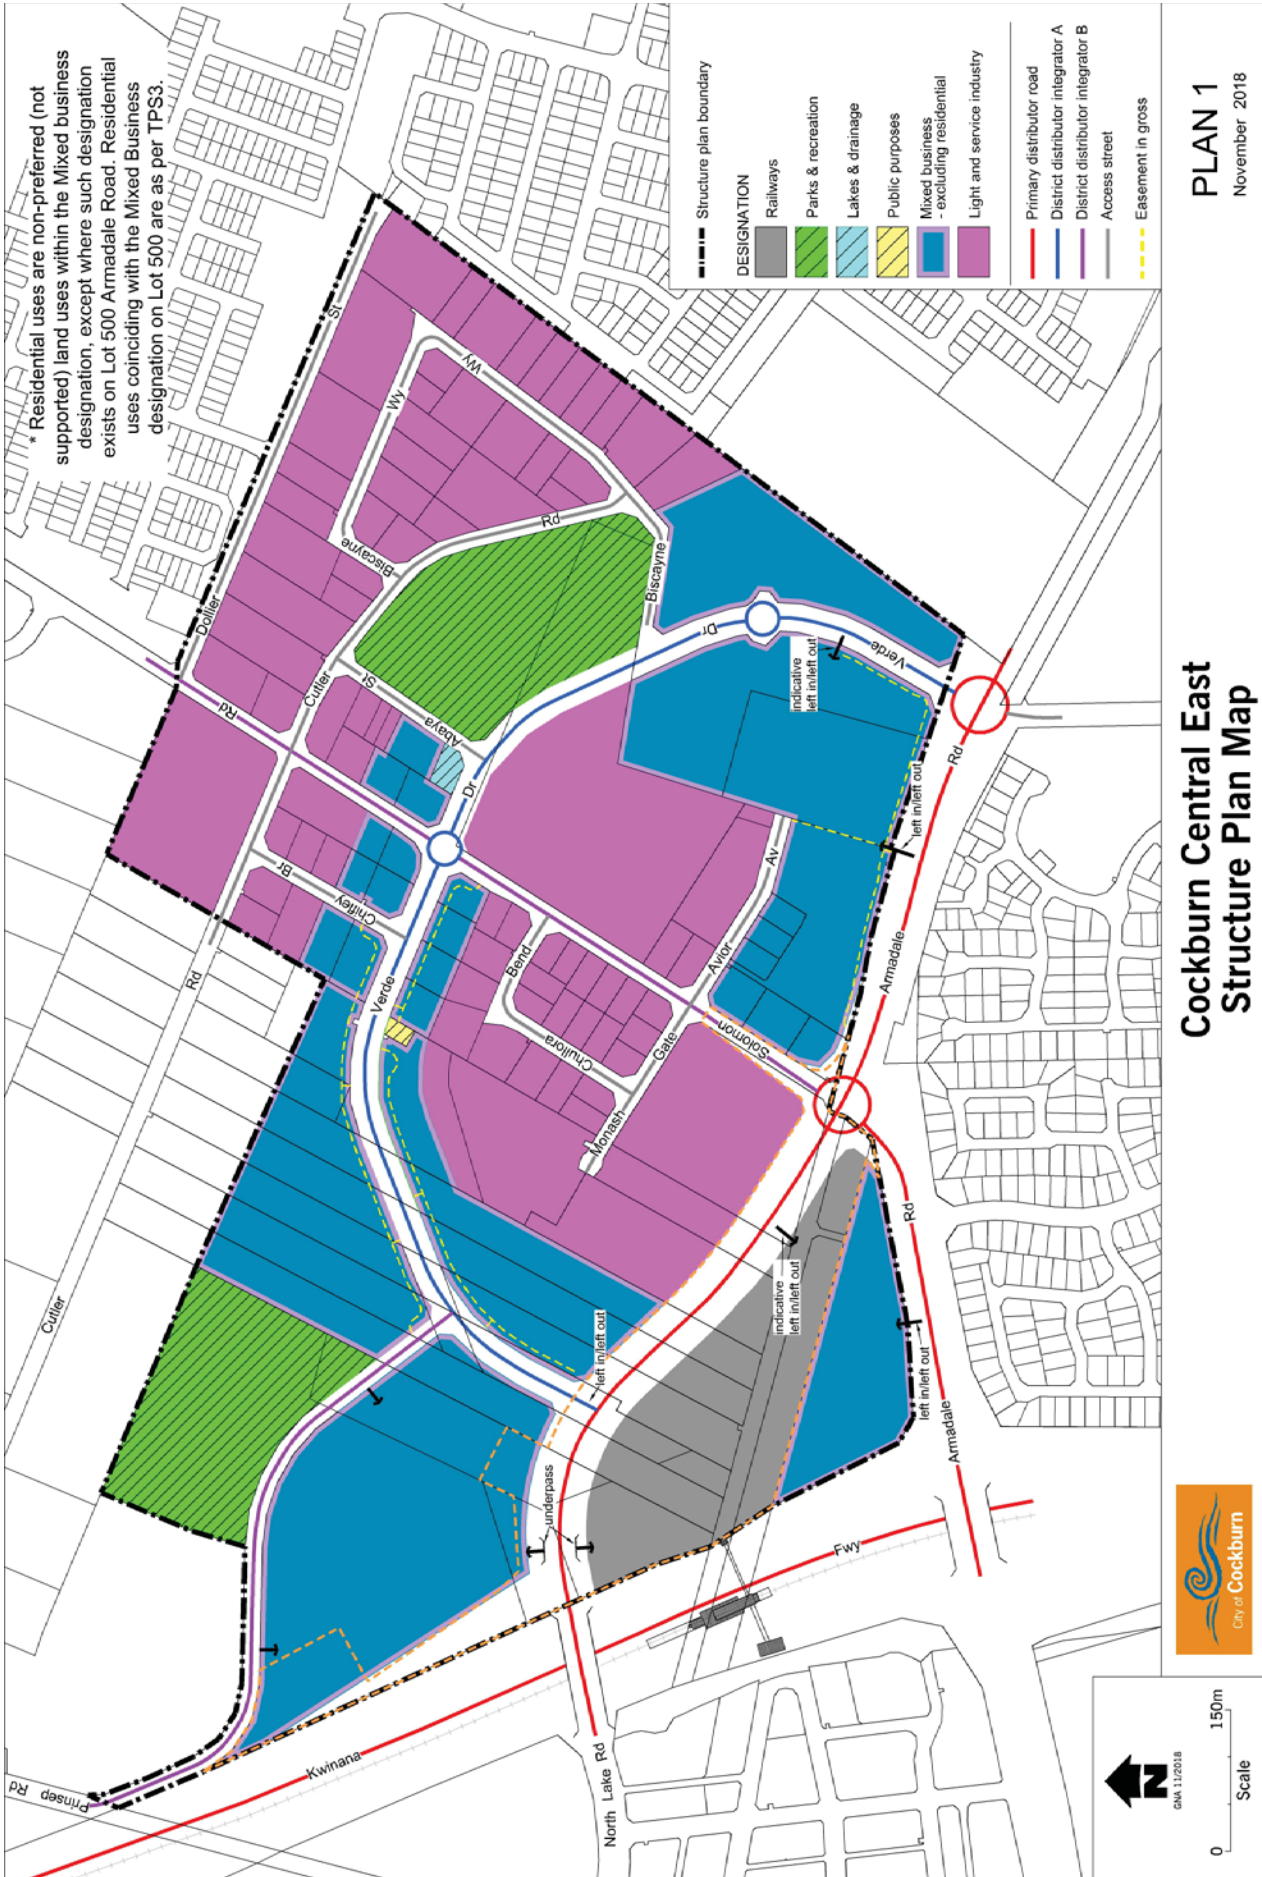 * Residential uses are non-preferred (not
supported) land uses within the Mixed business
designation, except where such designation
exists on Lot 500 Armadale Road. Residential
uses coinciding with the Mixed Business
designation on Lot 500 are as per TPS3.
Structure plan boundary
DESIGNATION
Railways
Parks & recreation
Lakes & drainage
Public purposes
Mixed business
- excluding residential
Light and service industry
Primary distributor road
District distributor integrator A
District distributor integrator B
Access street
Easement in gross
PLAN 1
November 2018
Cockburn Central East
Structure Plan Map
City of Cockburn
N
GNA 11/2018
0
150m
Scale
Prinsep Rd
Kwinana
Fwy
North Lake Rd
underpass
Cutler
Rd
left in/left out
indicative
left in/left out
left in/left out
Armadale
Rd
Verde
Dr
Chiffey
Br
Cutler
Rd
Dollier
St
Abaya
St
Biscayne
Wy
Wy
Rd
Biscayne
Dr
Verde
indicative
left in/left out
left in/left out
Armadale
Rd
Solomon
Avior
Av
Monash
Gate
Chullora
Bend